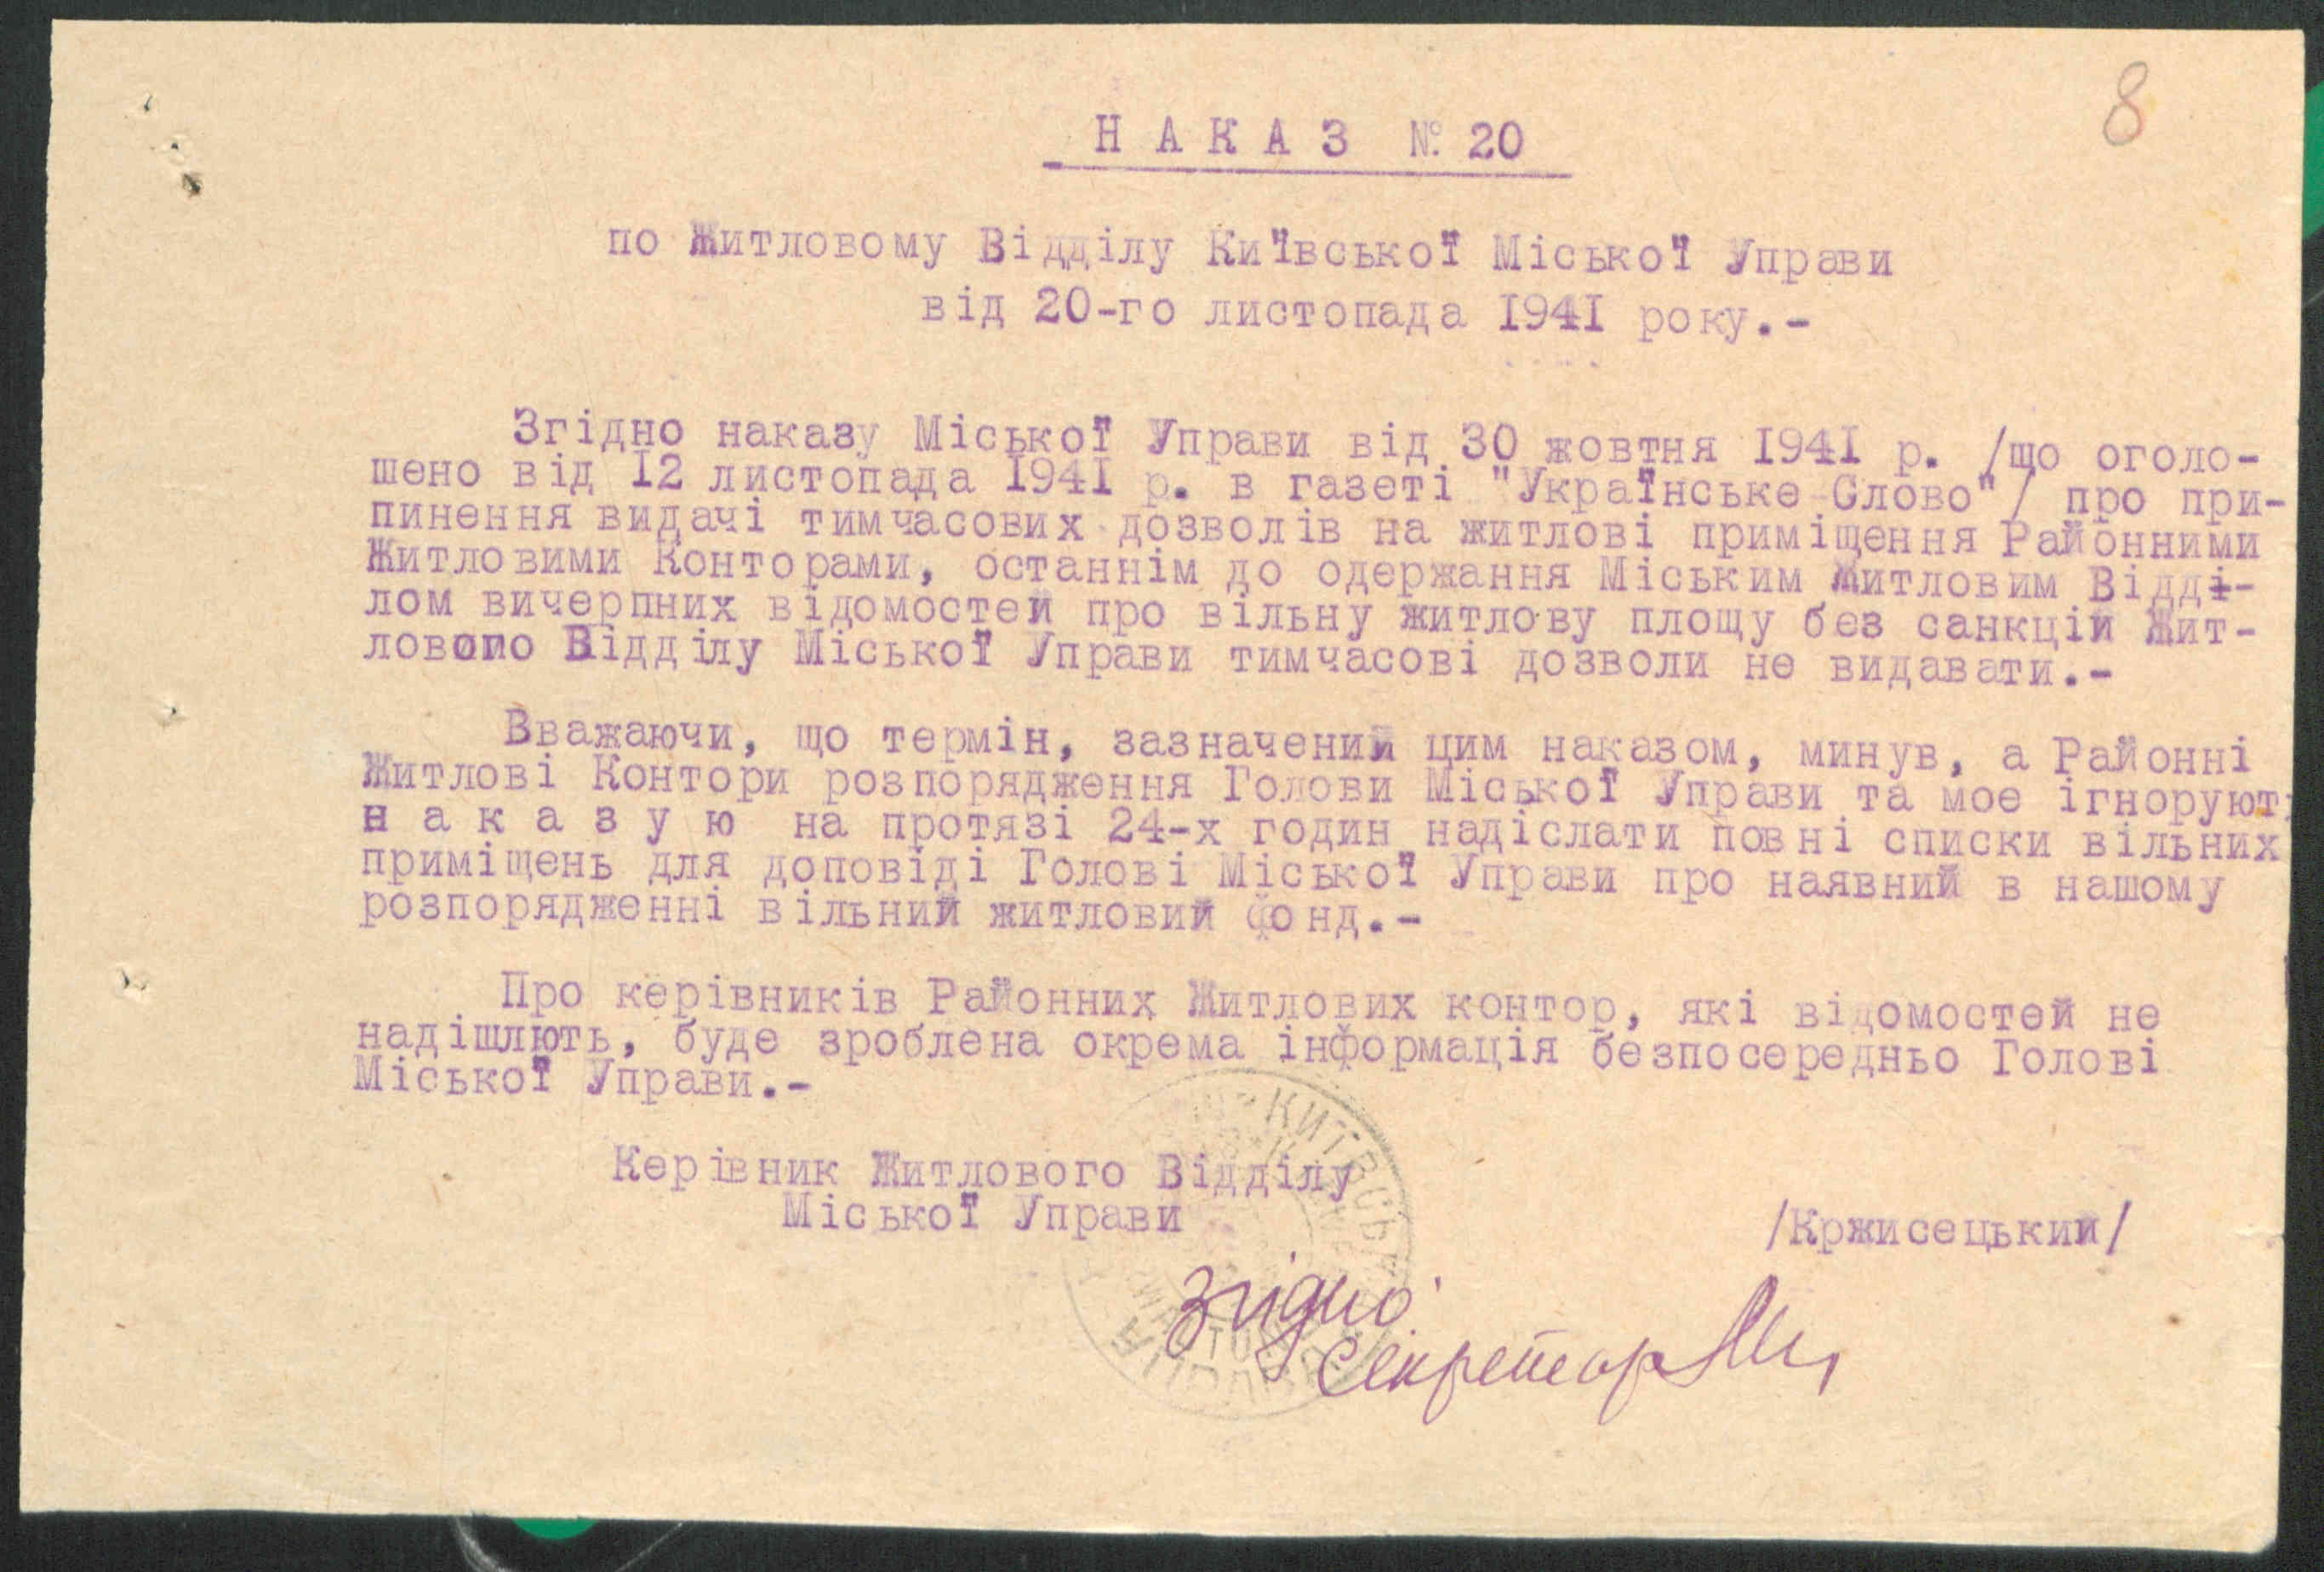 8
НАКАЗ № 20
по Житловому Відділу Київської Міської Управи
від 20-го листопада 1941 року.-
Згідно наказу Міської Управи від 30 жовтня 1941 р. /що оголо-
шено від 12 листопада 1941 р. в газеті "Українське Слово"/ про при-
пинення видачі тимчасових дозволів на житлові приміщення Районними
Житловими Конторами, останнім до одержання Міським Житловим Відді-
лом вичерпних відомостей про вільну житлову площу без санкцій Жит-
лового Відділу Міської Управи тимчасові дозволи не видавати.-
Вважаючи, що термін, зазначений цим наказом, минув, а Районні
Житлові Контори розпорядження Голови Міської Управи та мое ігнорують
н а к а з у ю на протязі 24-х годин надіслати повні списки вільних
приміщень для доповіді Голові Міської Управи про наявний в нашому
розпорядженні вільний житловий фонд.-
Про керівників Районних Житлових контор, які відомостей не
надішлють, буде зроблена окрема інформація безпосередньо Голові
Міської Управи.-
Керівник Житлового Відділу
Міської Управи
/Кржисецький/
Згідно
Секретар